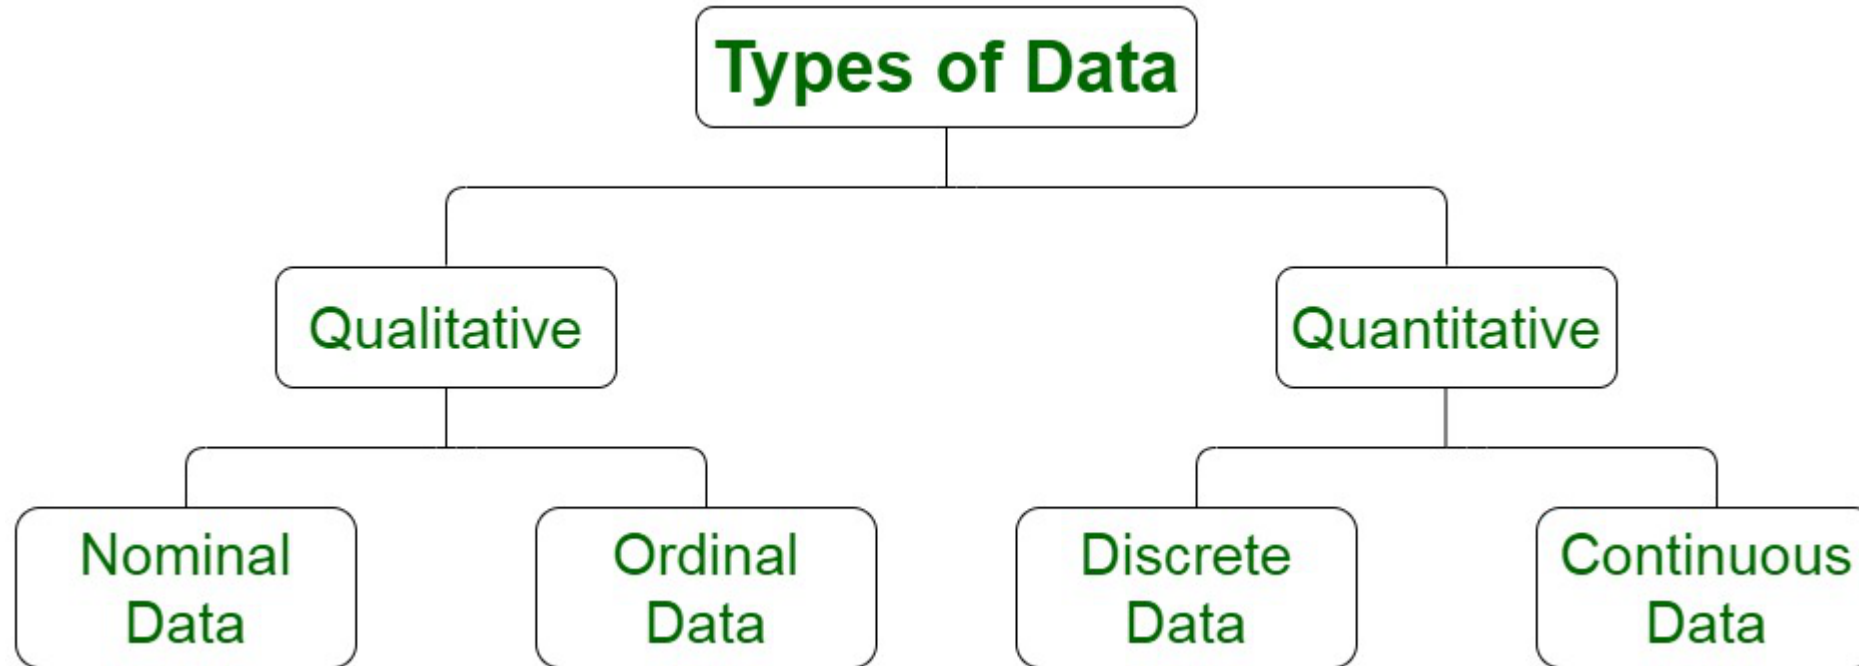 Types of Data
Qualitative
Quantitative
Nominal
Data
Ordinal
Data
Discrete
Data
Continuous
Data